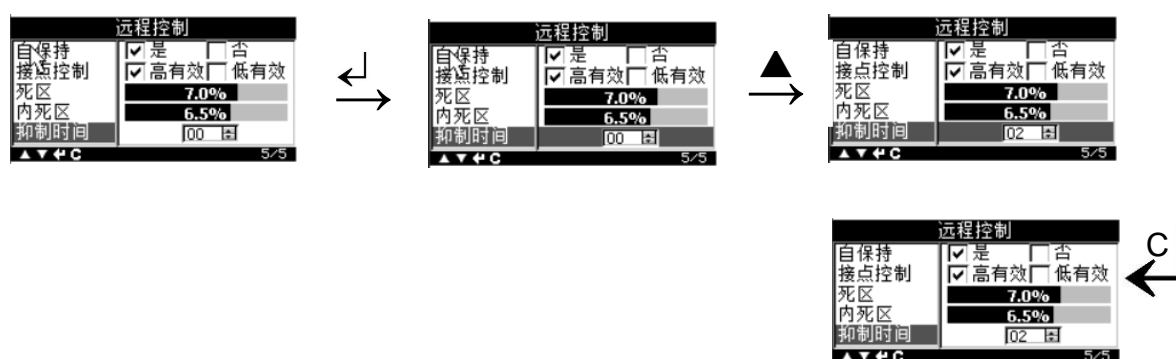 远程控制
自保持 是 否
接点控制 高有效 低有效
死区 7.0%
内死区 6.5%
抑制时间 00
▲ ▼ ↵ C 5/5
↵
远程控制
自保持 是 否
接点控制 高有效 低有效
死区 7.0%
内死区 6.5%
抑制时间 00
▲ ▼ ↵ C 5/5
▲
远程控制
自保持 是 否
接点控制 高有效 低有效
死区 7.0%
内死区 6.5%
抑制时间 02
▲ ▼ ↵ C 5/5
C
远程控制
自保持 是 否
接点控制 高有效 低有效
死区 7.0%
内死区 6.5%
抑制时间 02
▲ ▼ ↵ C 5/5